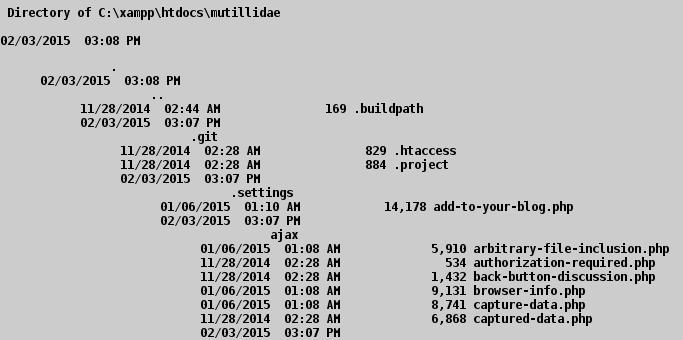 Directory of C:\xampp\htdocs\mutillidae
02/03/2015  03:08 PM
.
02/03/2015  03:08 PM
..
11/28/2014  02:44 AM               169 .buildpath
02/03/2015  03:07 PM
.git
11/28/2014  02:28 AM               829 .htaccess
11/28/2014  02:28 AM               884 .project
02/03/2015  03:07 PM
.settings
01/06/2015  01:10 AM            14,178 add-to-your-blog.php
02/03/2015  03:07 PM
ajax
01/06/2015  01:08 AM             5,910 arbitrary-file-inclusion.php
11/28/2014  02:28 AM               534 authorization-required.php
11/28/2014  02:28 AM             1,432 back-button-discussion.php
01/06/2015  01:08 AM             9,131 browser-info.php
01/06/2015  01:08 AM             8,741 capture-data.php
11/28/2014  02:28 AM             6,868 captured-data.php
02/03/2015  03:07 PM